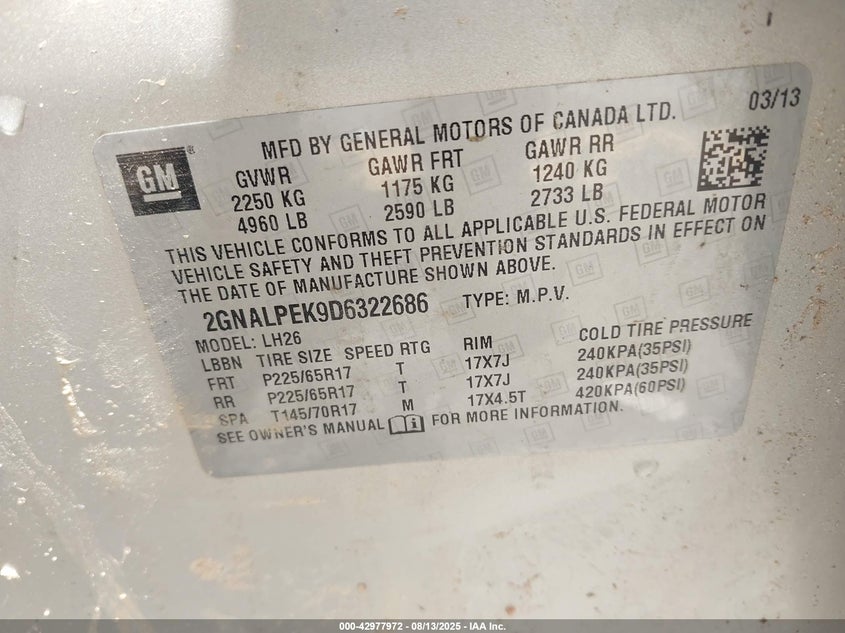 03/13
MFD BY GENERAL MOTORS OF CANADA LTD.
GM ®
GVWR GAWR FRT GAWR RR
2250 KG 1175 KG 1240 KG
4960 LB 2590 LB 2733 LB
THIS VEHICLE CONFORMS TO ALL APPLICABLE U.S. FEDERAL MOTOR
VEHICLE SAFETY AND THEFT PREVENTION STANDARDS IN EFFECT ON
THE DATE OF MANUFACTURE SHOWN ABOVE.
2GNALPEK9D6322686 TYPE: M.P.V.
MODEL: LH26
LBBN TIRE SIZE SPEED RTG RIM COLD TIRE PRESSURE
FRT P225/65R17 T 17X7J 240KPA(35PSI)
RR P225/65R17 T 17X7J 240KPA(35PSI)
SPA T145/70R17 M 17X4.5T 420KPA(60PSI)
SEE OWNER'S MANUAL FOR MORE INFORMATION.
000-42977972 - 08/13/2025 - IAA Inc.